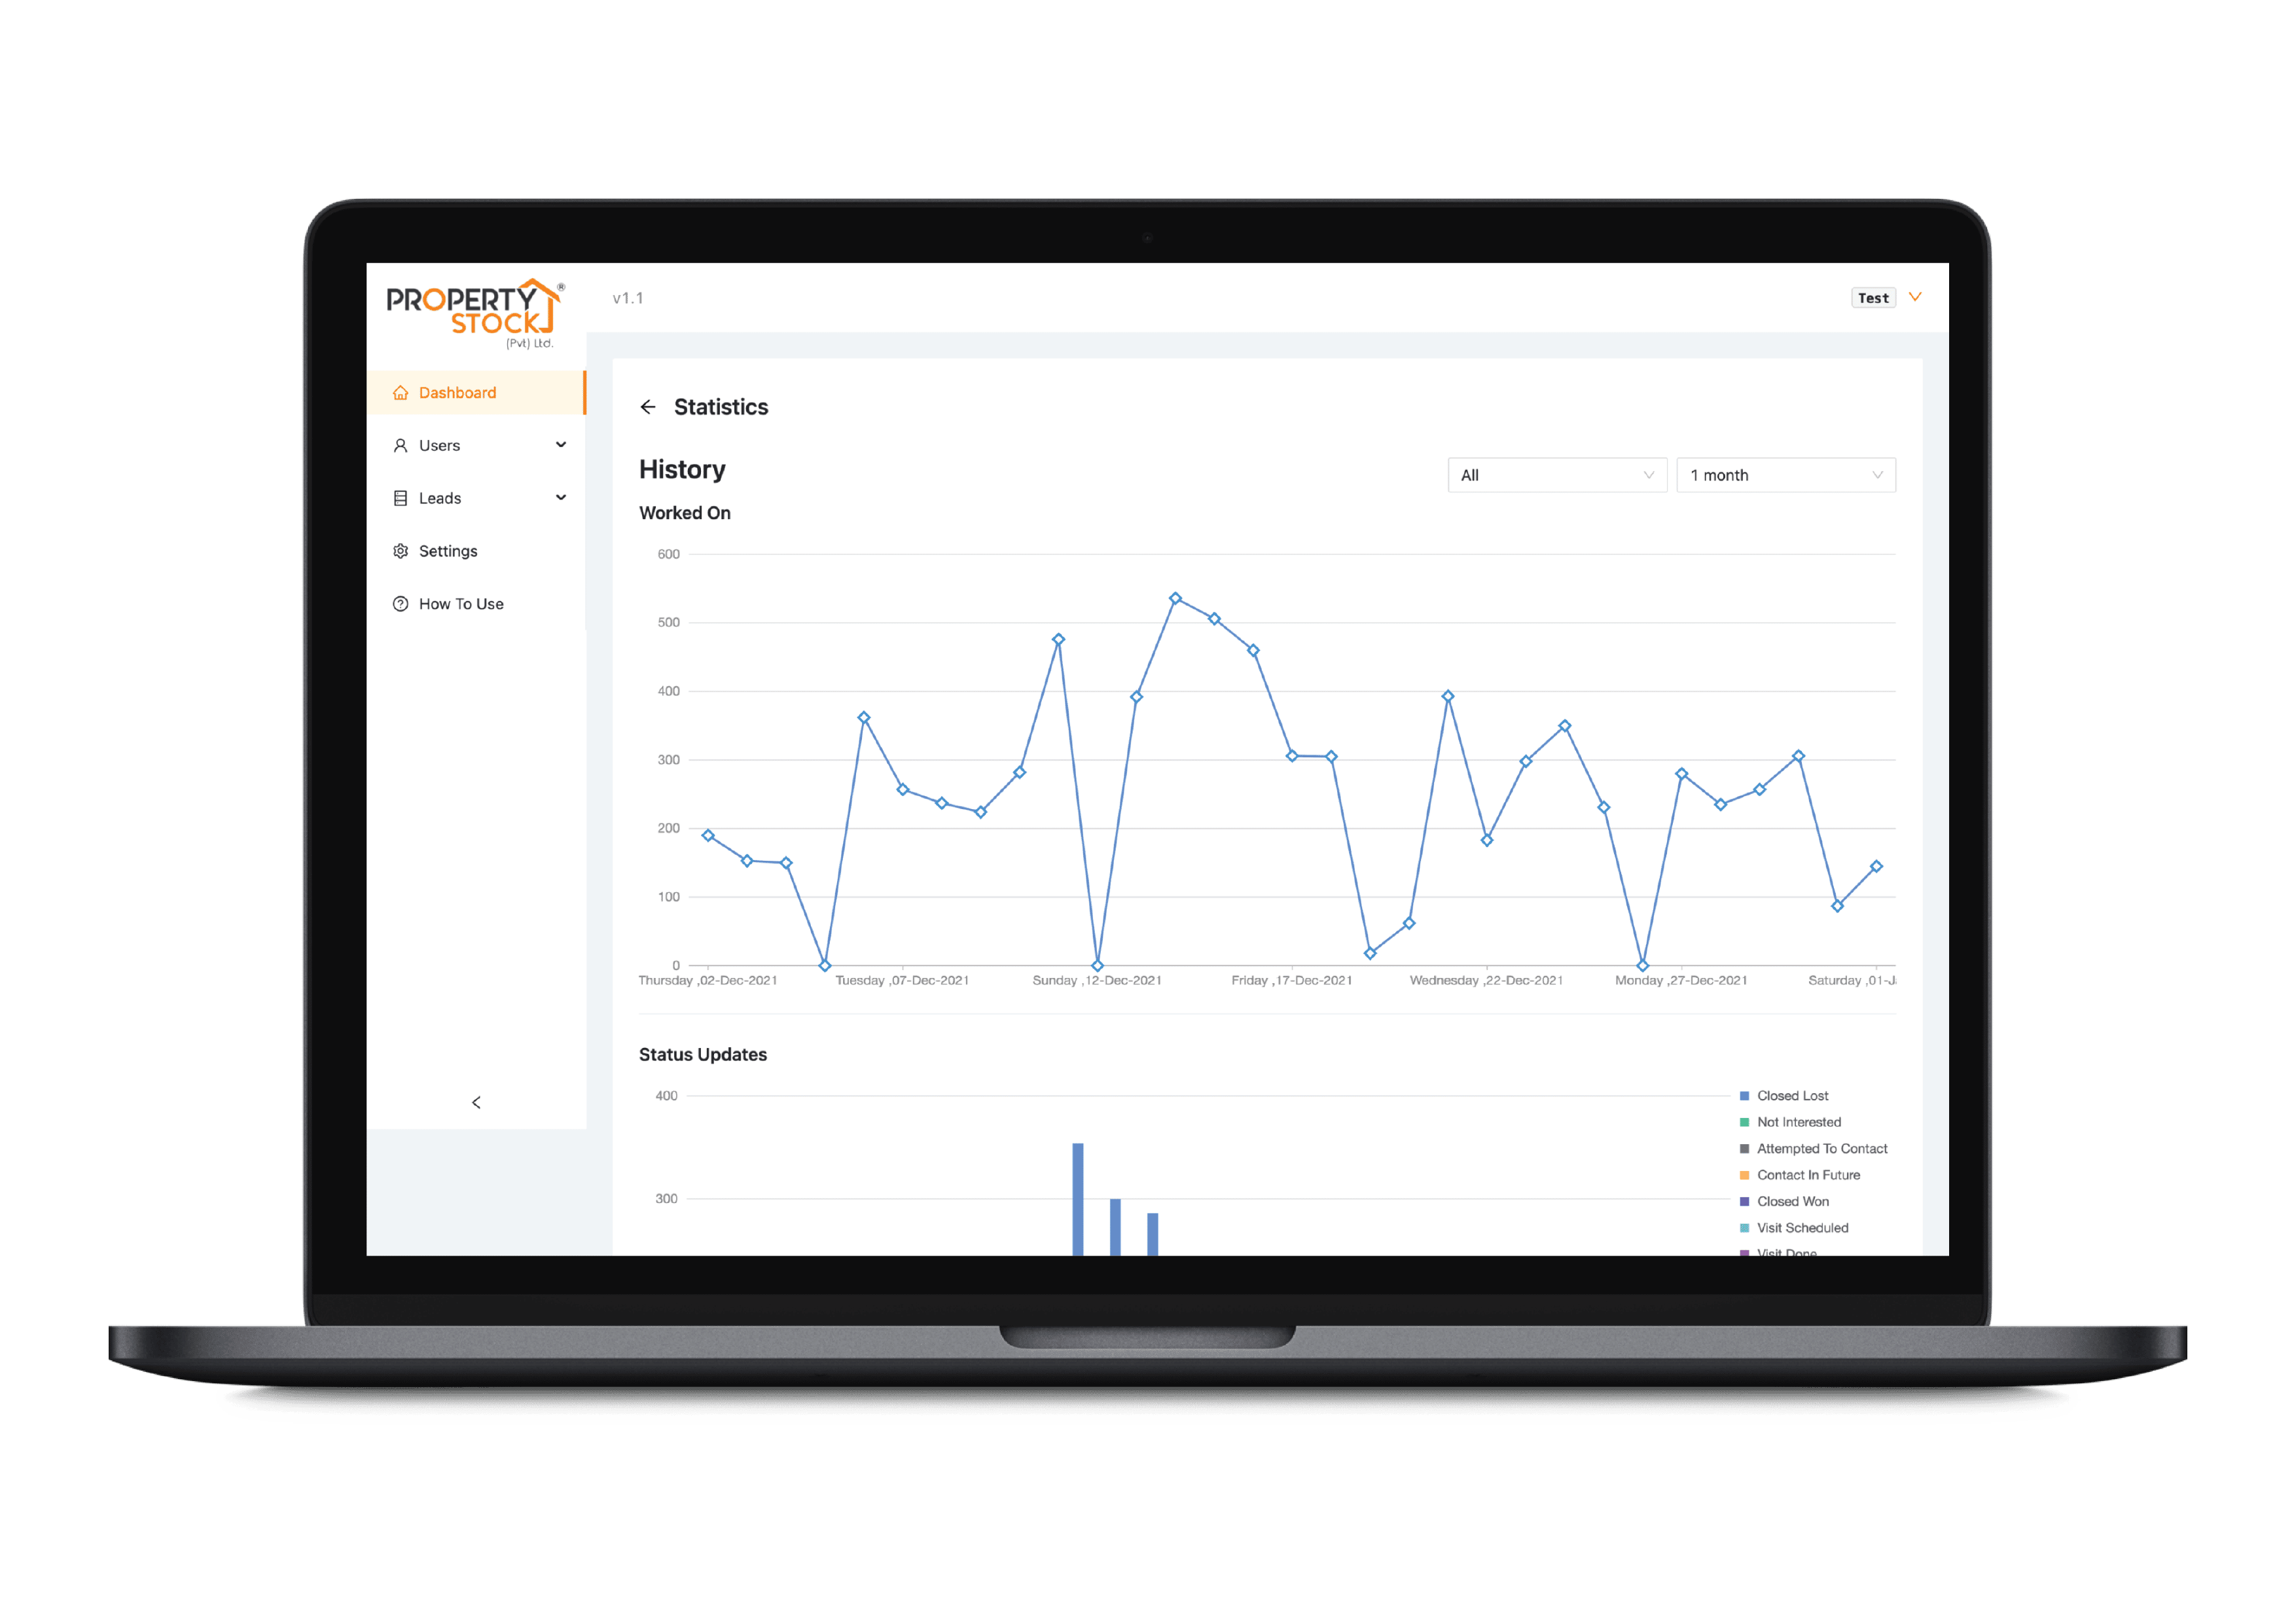 PROPERTY®
STOCK
(Pvt) Ltd.
v1.1
Test
Dashboard
Users
Leads
Settings
How To Use
Statistics
History
All
1 month
Worked On
600
500
400
300
200
100
0
Thursday ,02-Dec-2021 Tuesday ,07-Dec-2021 Sunday ,12-Dec-2021 Friday ,17-Dec-2021 Wednesday ,22-Dec-2021 Monday ,27-Dec-2021 Saturday ,01-J
Status Updates
400
300
Closed Lost
Not Interested
Attempted To Contact
Contact In Future
Closed Won
Visit Scheduled
Visit Done